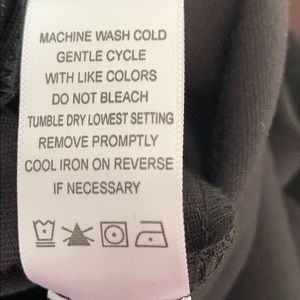 MACHINE WASH COLD
GENTLE CYCLE
WITH LIKE COLORS
DO NOT BLEACH
TUMBLE DRY LOWEST SETTING
REMOVE PROMPTLY
COOL IRON ON REVERSE
IF NECESSARY